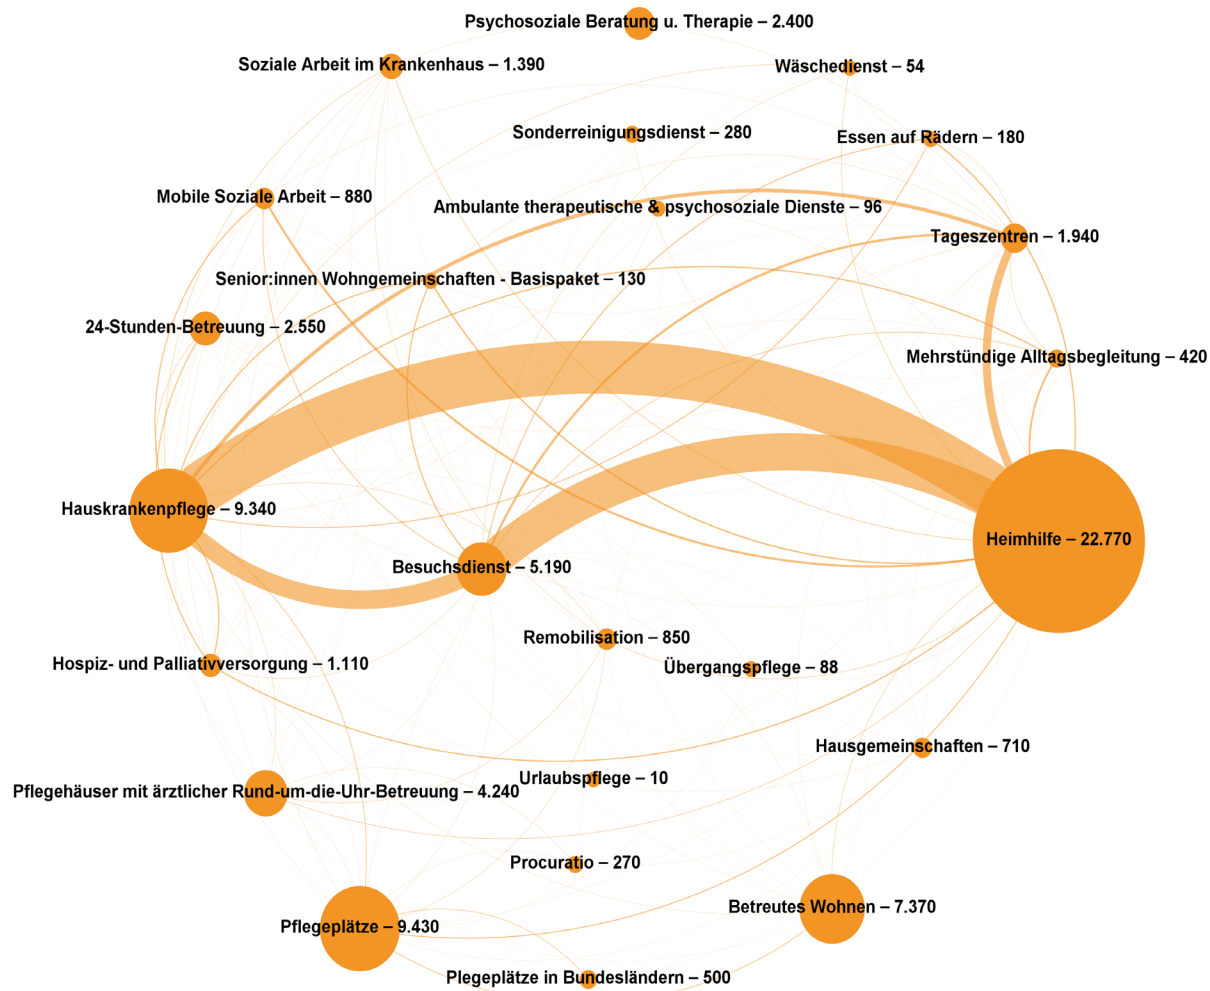 Psychosoziale Beratung u. Therapie – 2.400
Soziale Arbeit im Krankenhaus – 1.390
Wäschedienst – 54
Sonderreinigungsdienst – 280
Essen auf Rädern – 180
Mobile Soziale Arbeit – 880
Ambulante therapeutische & psychosoziale Dienste – 96
Tageszentren – 1.940
Senior:innen Wohngemeinschaften - Basispaket – 130
24-Stunden-Betreuung – 2.550
Mehrstündige Alltagsbegleitung – 420
Hauskrankenpflege – 9.340
Heimhilfe – 22.770
Besuchsdienst – 5.190
Remobilisation – 850
Hospiz- und Palliativversorgung – 1.110
Übergangspflege – 88
Hausgemeinschaften – 710
Urlaubspflege – 10
Pflegehäuser mit ärztlicher Rund-um-die-Uhr-Betreuung – 4.240
Procuratio – 270
Betreutes Wohnen – 7.370
Pflegeplätze – 9.430
Plegeplätze in Bundesländern – 500